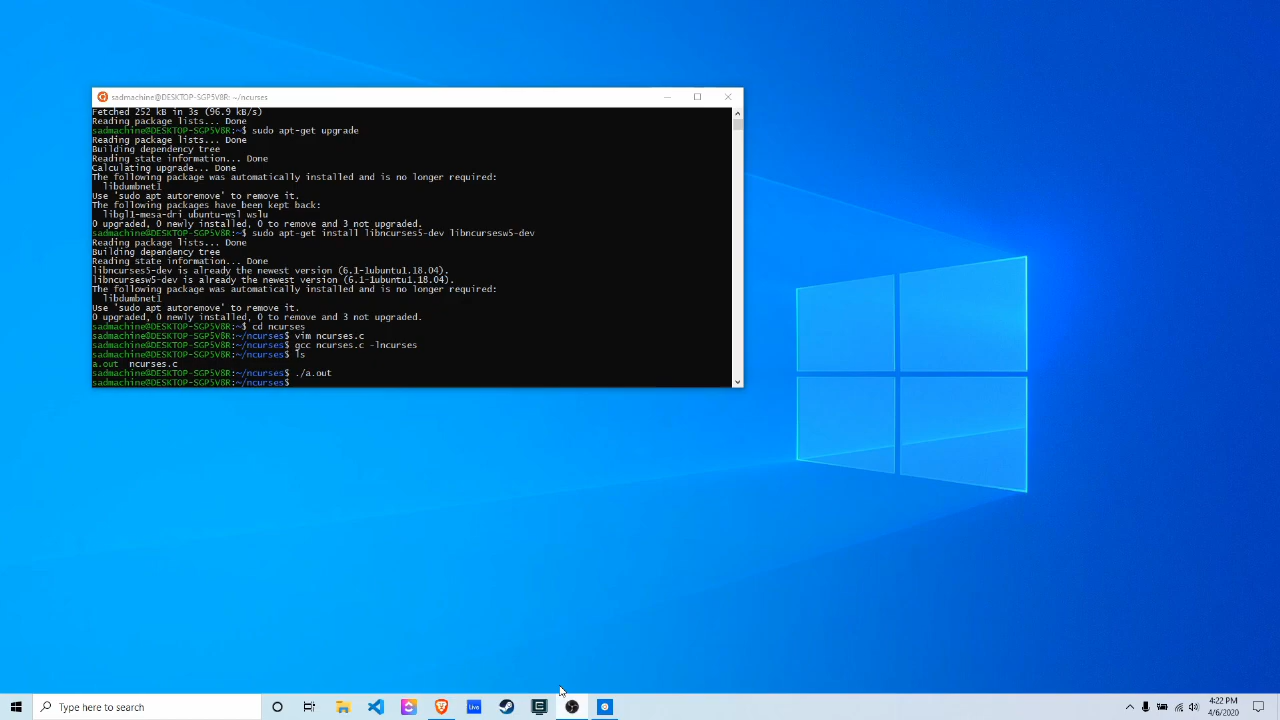 sadmachine@DESKTOP-SGP5V8R: ~/ncurses
Fetched 252 kB in 3s (96.9 kB/s)
Reading package lists... Done
sadmachine@DESKTOP-SGP5V8R:~$ sudo apt-get upgrade
Reading package lists... Done
Building dependency tree
Reading state information... Done
Calculating upgrade... Done
The following package was automatically installed and is no longer required:
  libdumbnet1
Use 'sudo apt autoremove' to remove it.
The following packages have been kept back:
  libgl1-mesa-dri ubuntu-wsl wslu
0 upgraded, 0 newly installed, 0 to remove and 3 not upgraded.
sadmachine@DESKTOP-SGP5V8R:~$ sudo apt-get install libncurses5-dev libncursesw5-dev
Reading package lists... Done
Building dependency tree
Reading state information... Done
libncurses5-dev is already the newest version (6.1-1ubuntu1.18.04).
libncursesw5-dev is already the newest version (6.1-1ubuntu1.18.04).
The following package was automatically installed and is no longer required:
  libdumbnet1
Use 'sudo apt autoremove' to remove it.
0 upgraded, 0 newly installed, 0 to remove and 3 not upgraded.
sadmachine@DESKTOP-SGP5V8R:~$ cd ncurses
sadmachine@DESKTOP-SGP5V8R:~/ncurses$ vim ncurses.c
sadmachine@DESKTOP-SGP5V8R:~/ncurses$ gcc ncurses.c -lncurses
sadmachine@DESKTOP-SGP5V8R:~/ncurses$ ls
a.out  ncurses.c
sadmachine@DESKTOP-SGP5V8R:~/ncurses$ ./a.out
sadmachine@DESKTOP-SGP5V8R:~/ncurses$
Type here to search
Live
4:22 PM
4/6/2020